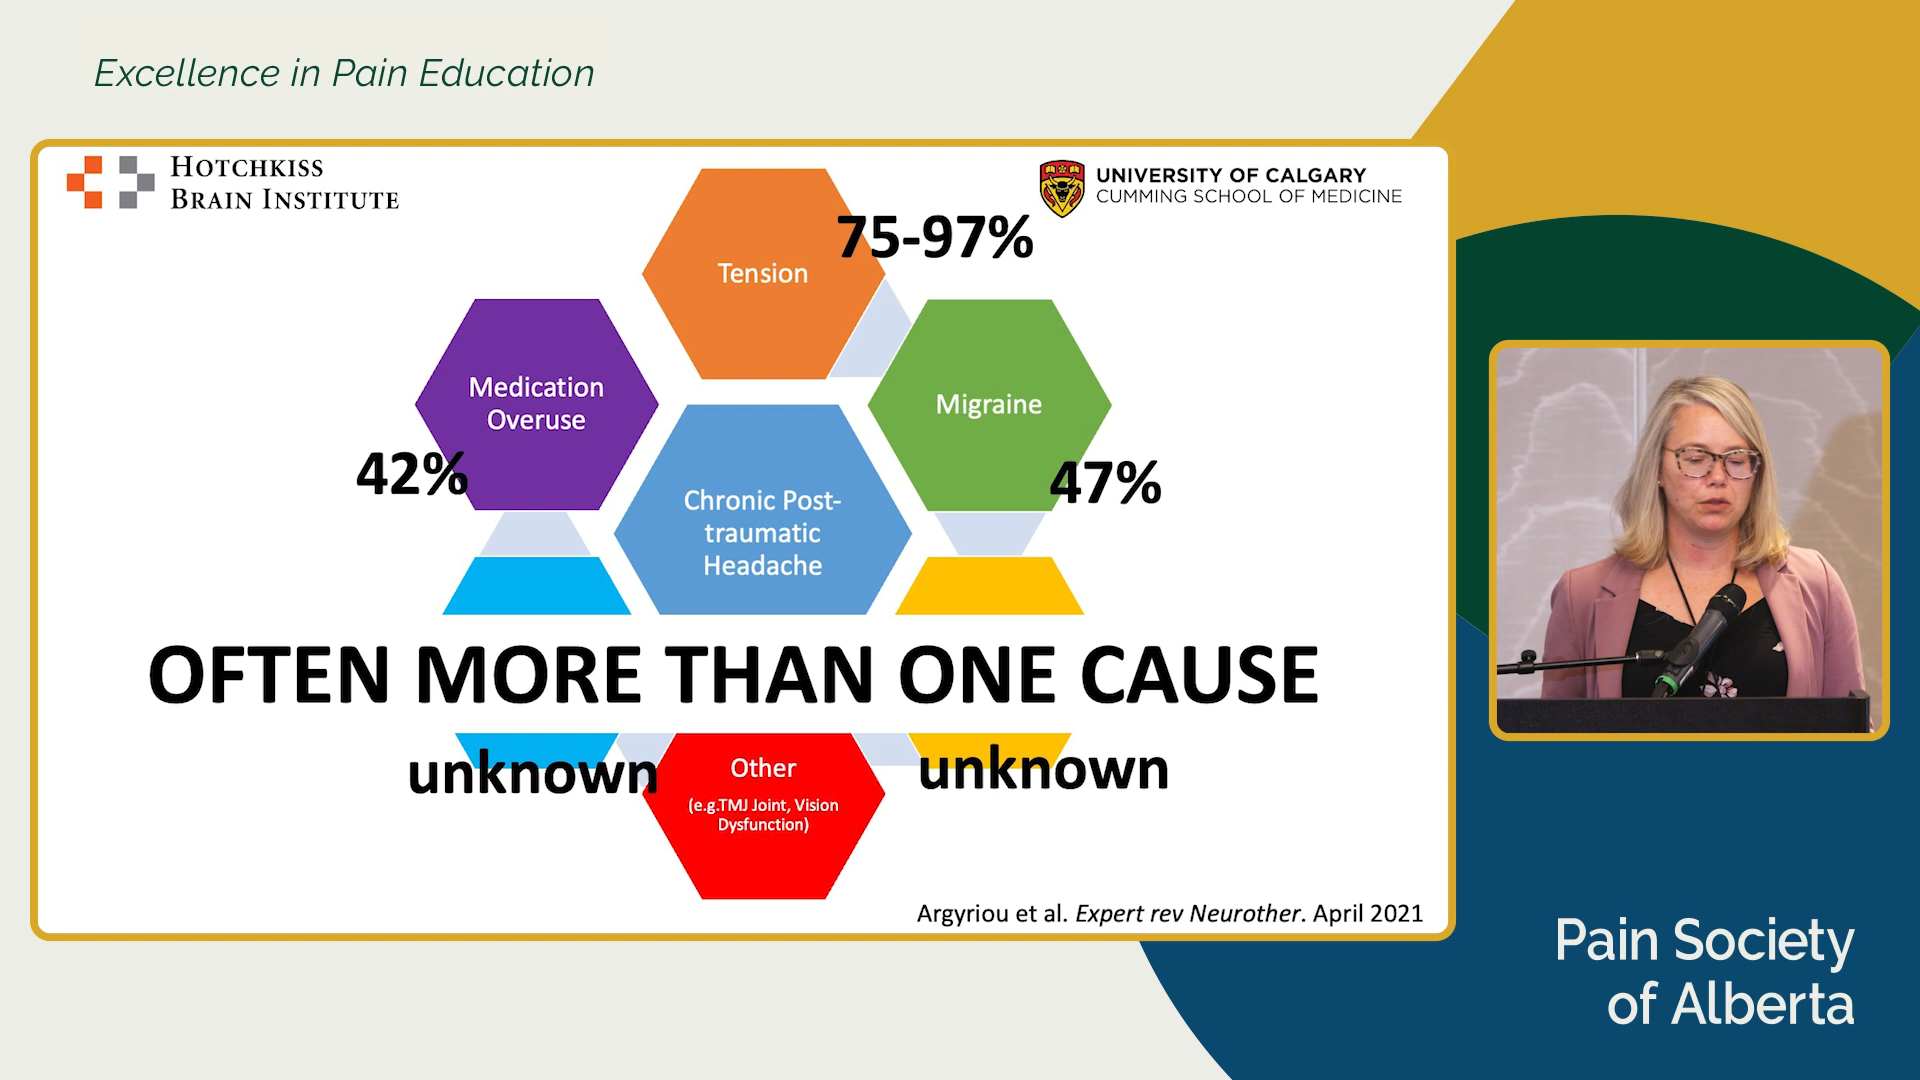 Excellence in Pain Education
HOTCHKISS
BRAIN INSTITUTE
UNIVERSITY OF CALGARY
CUMMING SCHOOL OF MEDICINE
75-97%
Tension
Medication
Overuse
Migraine
42%
47%
Chronic Post-
traumatic
Headache
OFTEN MORE THAN ONE CAUSE
unknown
unknown
Other
(e.g.TMJ Joint, Vision
Dysfunction)
Argyriou et al. Expert rev Neurother. April 2021
Pain Society
of Alberta